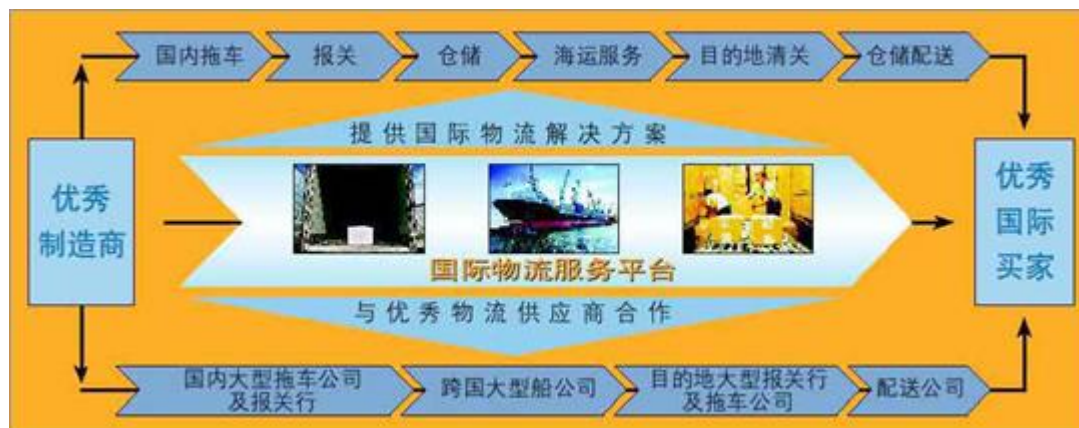 国内拖车
报关
仓储
海运服务
目的地清关
仓储配送
提供国际物流解决方案
优秀
制造商
优秀
国际
买家
国际物流服务平台
与优秀物流供应商合作
国内大型拖车公司
及报关行
跨国大型船公司
目的地大型报关行
及拖车公司
配送公司